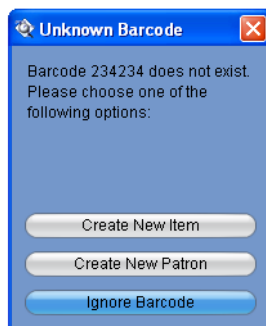 Unknown Barcode
Barcode 234234 does not exist.
Please choose one of the
following options:
Create New Item
Create New Patron
Ignore Barcode